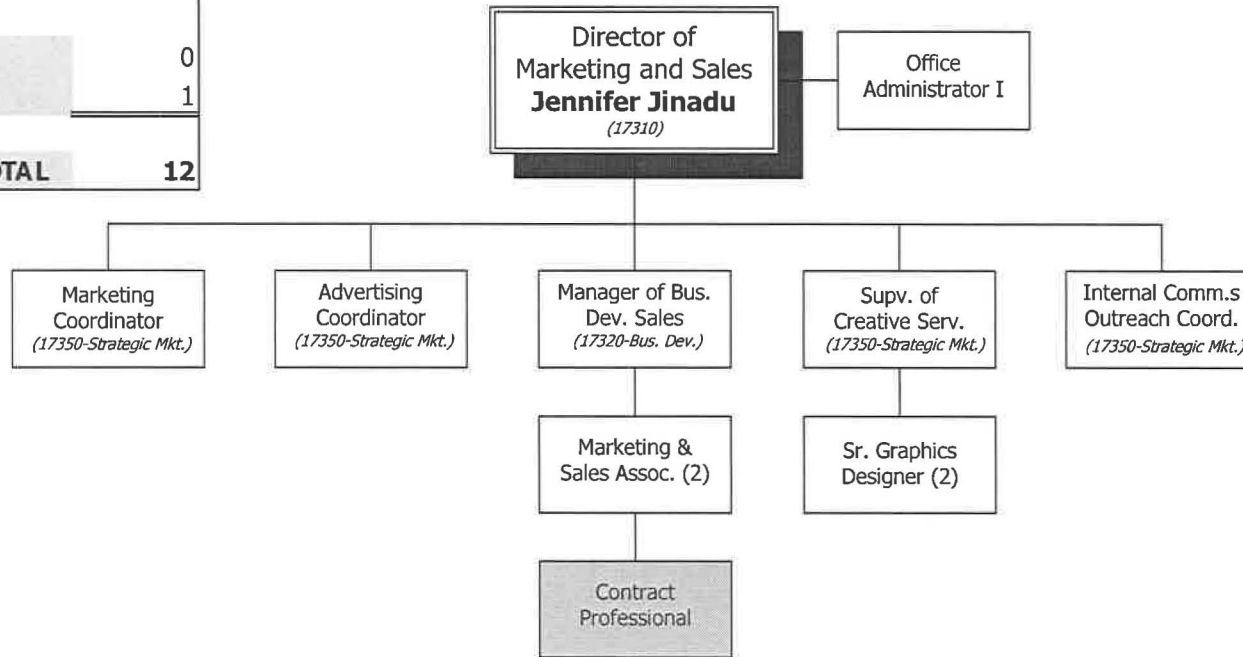 0
1
OTAL 12
Director of
Marketing and Sales
Jennifer Jinadu
(17310)
Office
Administrator I
Marketing
Coordinator
(17350-Strategic Mkt.)
Advertising
Coordinator
(17350-Strategic Mkt.)
Manager of Bus.
Dev. Sales
(17320-Bus. Dev.)
Supv. of
Creative Serv.
(17350-Strategic Mkt.)
Internal Comm.s
Outreach Coord.
(17350-Strategic Mkt.)
Marketing &
Sales Assoc. (2)
Sr. Graphics
Designer (2)
Contract
Professional